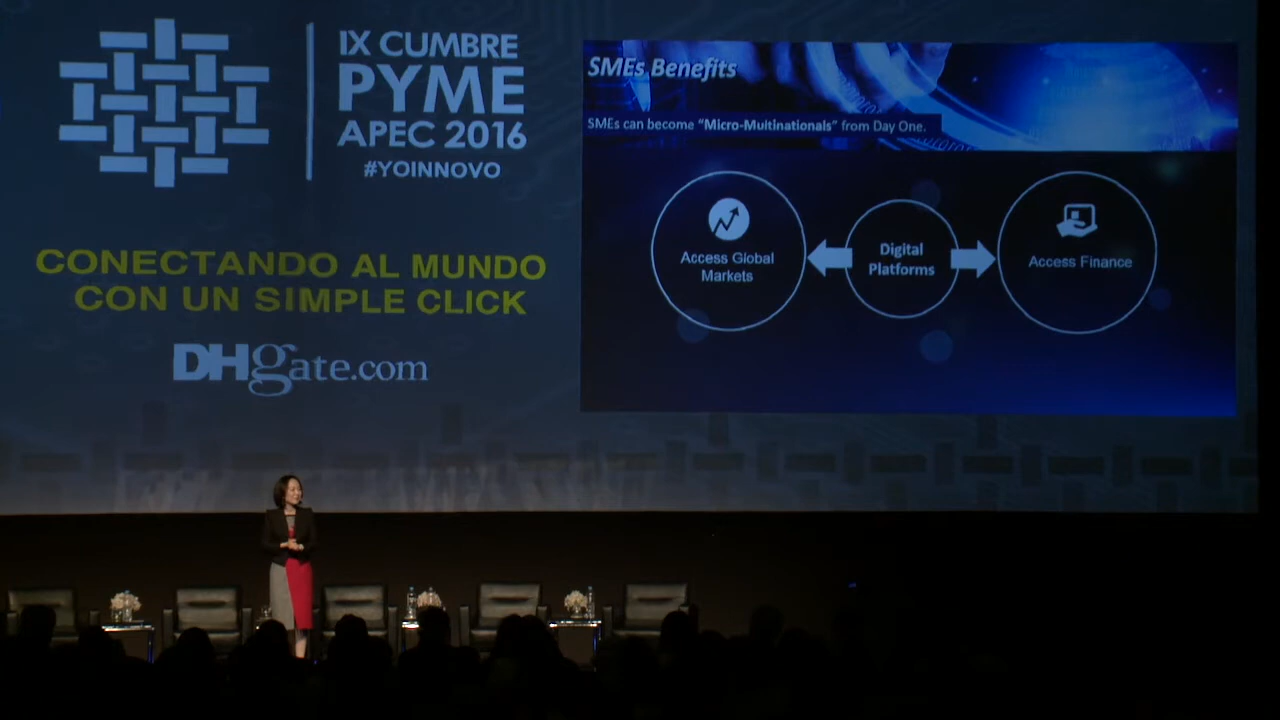 IX CUMBRE
PYME
APEC 2016
#YOINNOVO
CONECTANDO AL MUNDO
CON UN SIMPLE CLICK
DHgate.com
SMEs Benefits
SMEs can become “Micro-Multinationals” from Day One.
Access Global
Markets
Digital
Platforms
Access Finance